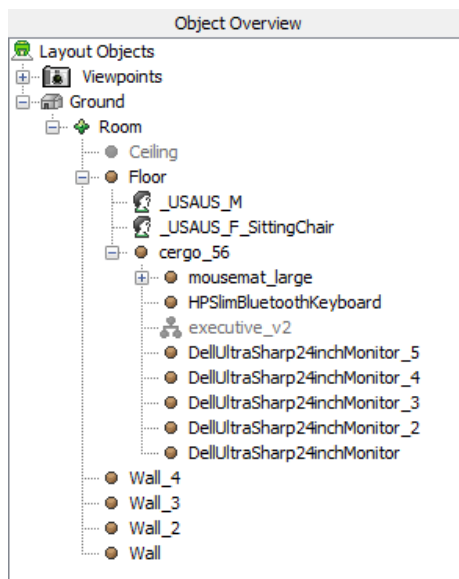 Object Overview
Layout Objects
Viewpoints
Ground
Room
Ceiling
Floor
_USAUS_M
_USAUS_F_SittingChair
cergo_56
mousemat_large
HPSlimBluetoothKeyboard
executive_v2
DellUltraSharp24inchMonitor_5
DellUltraSharp24inchMonitor_4
DellUltraSharp24inchMonitor_3
DellUltraSharp24inchMonitor_2
DellUltraSharp24inchMonitor
Wall_4
Wall_3
Wall_2
Wall